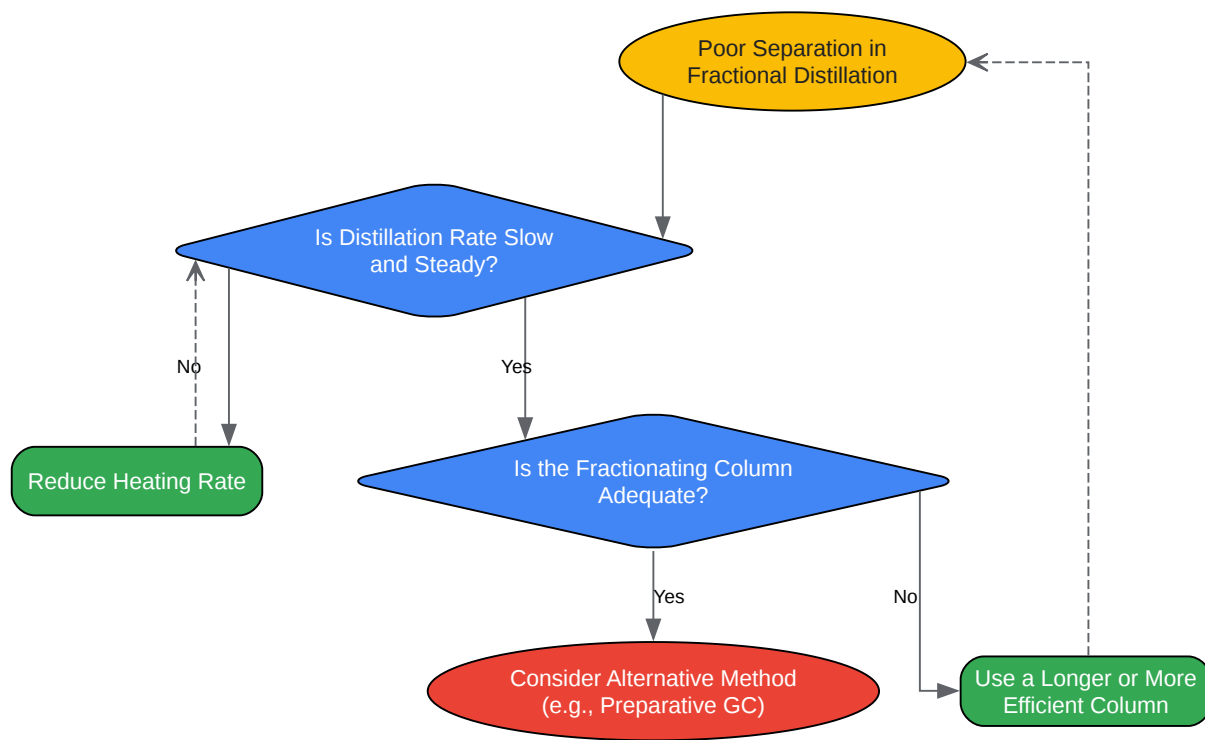 Poor Separation in
Fractional Distillation
Is Distillation Rate Slow
and Steady?
No
Yes
Reduce Heating Rate
Is the Fractionating Column
Adequate?
Yes
No
Consider Alternative Method
(e.g., Preparative GC)
Use a Longer or More
Efficient Column